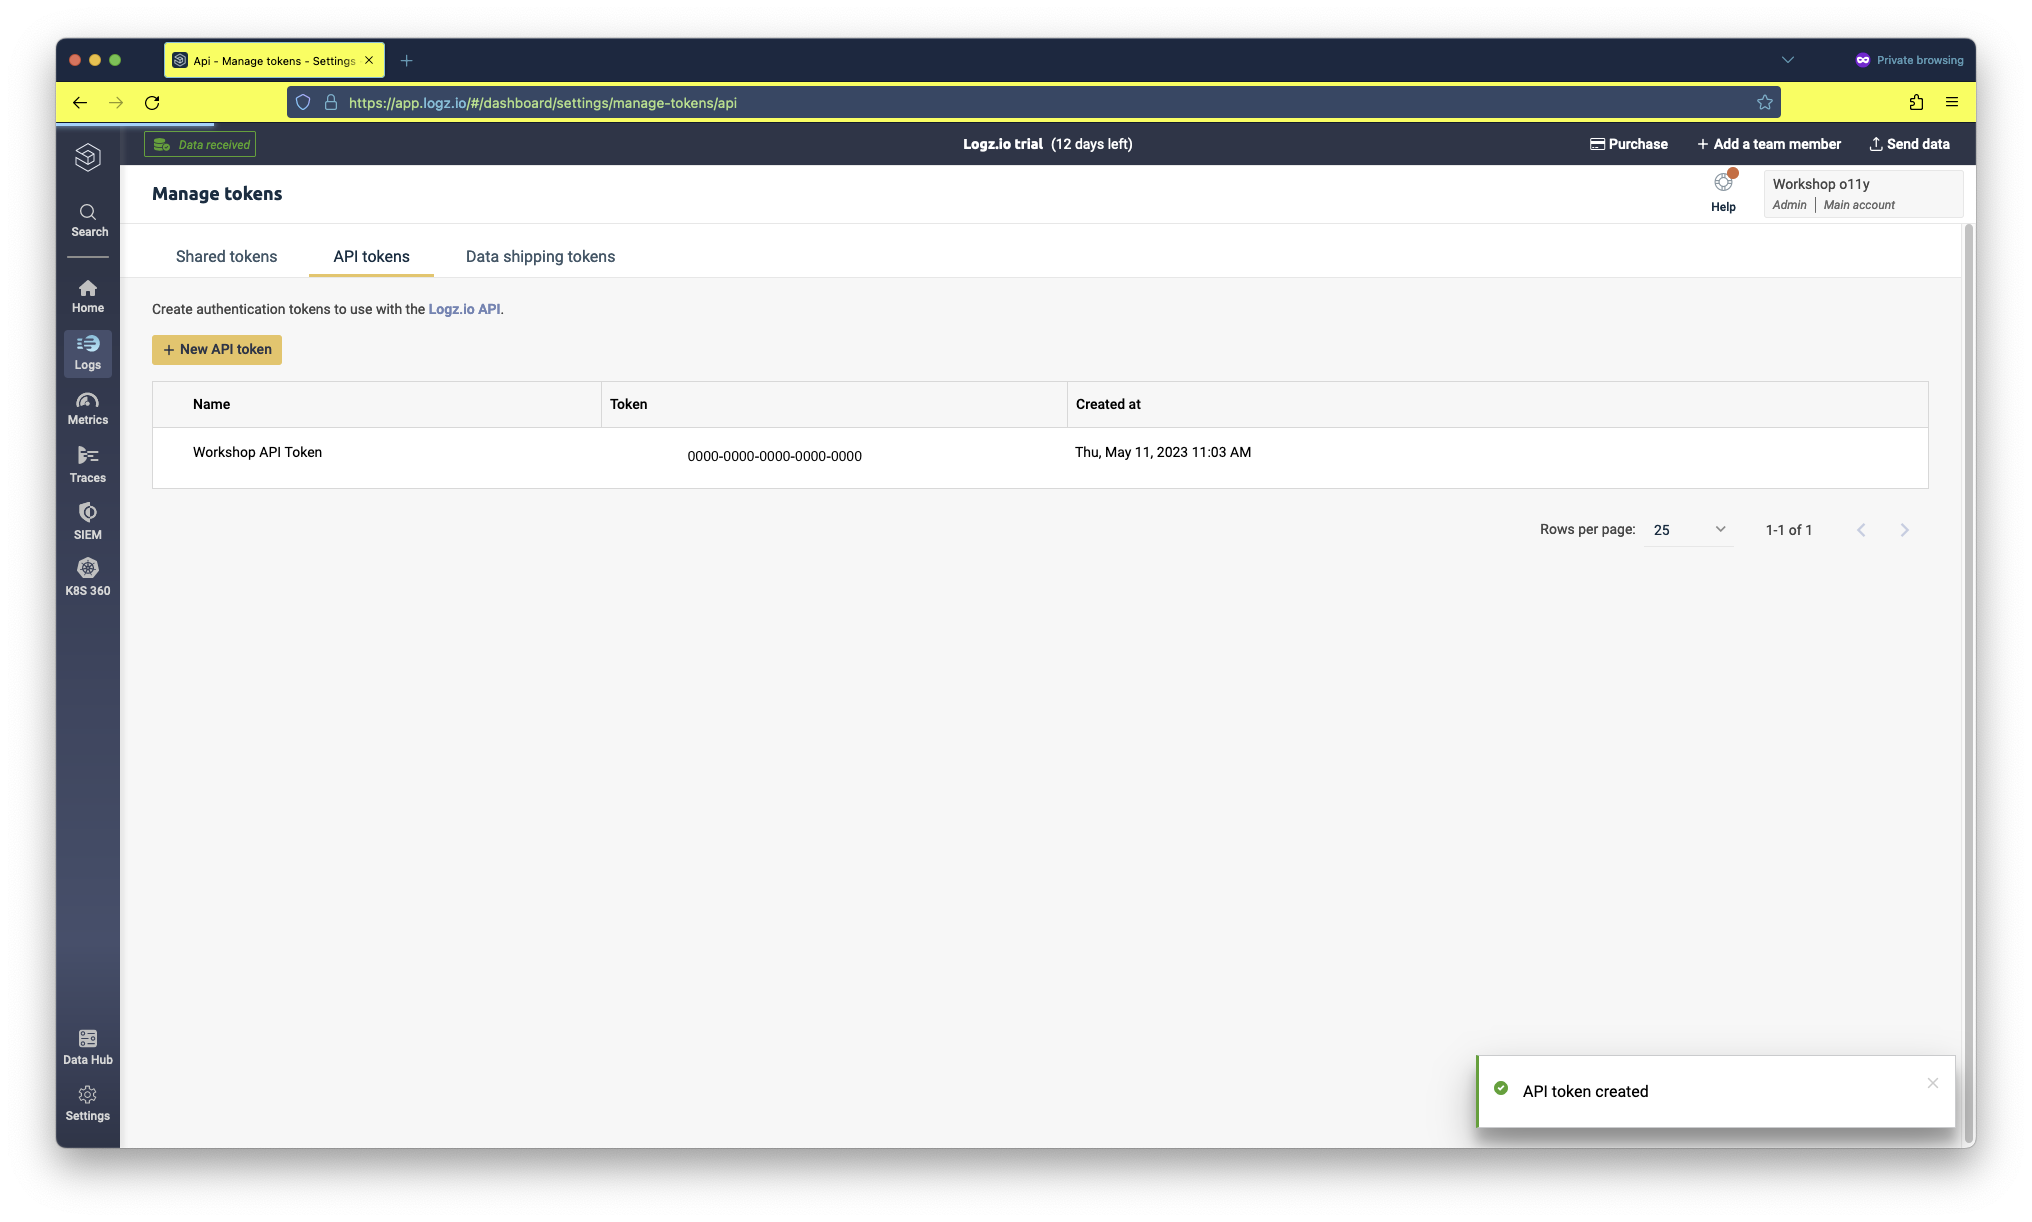 Api - Manage tokens - Settings
Private browsing
https://app.logz.io/#/dashboard/settings/manage-tokens/api
Data received
Logz.io trial (12 days left)
Purchase
+ Add a team member
Send data
Manage tokens
Help
Workshop o11y
Admin | Main account
Search
Home
Logs
Metrics
Traces
SIEM
K8S 360
Data Hub
Settings
Shared tokens
API tokens
Data shipping tokens
Create authentication tokens to use with the Logz.io API.
+ New API token
Name
Token
Created at
Workshop API Token
0000-0000-0000-0000-0000
Thu, May 11, 2023 11:03 AM
Rows per page: 25
1-1 of 1
API token created